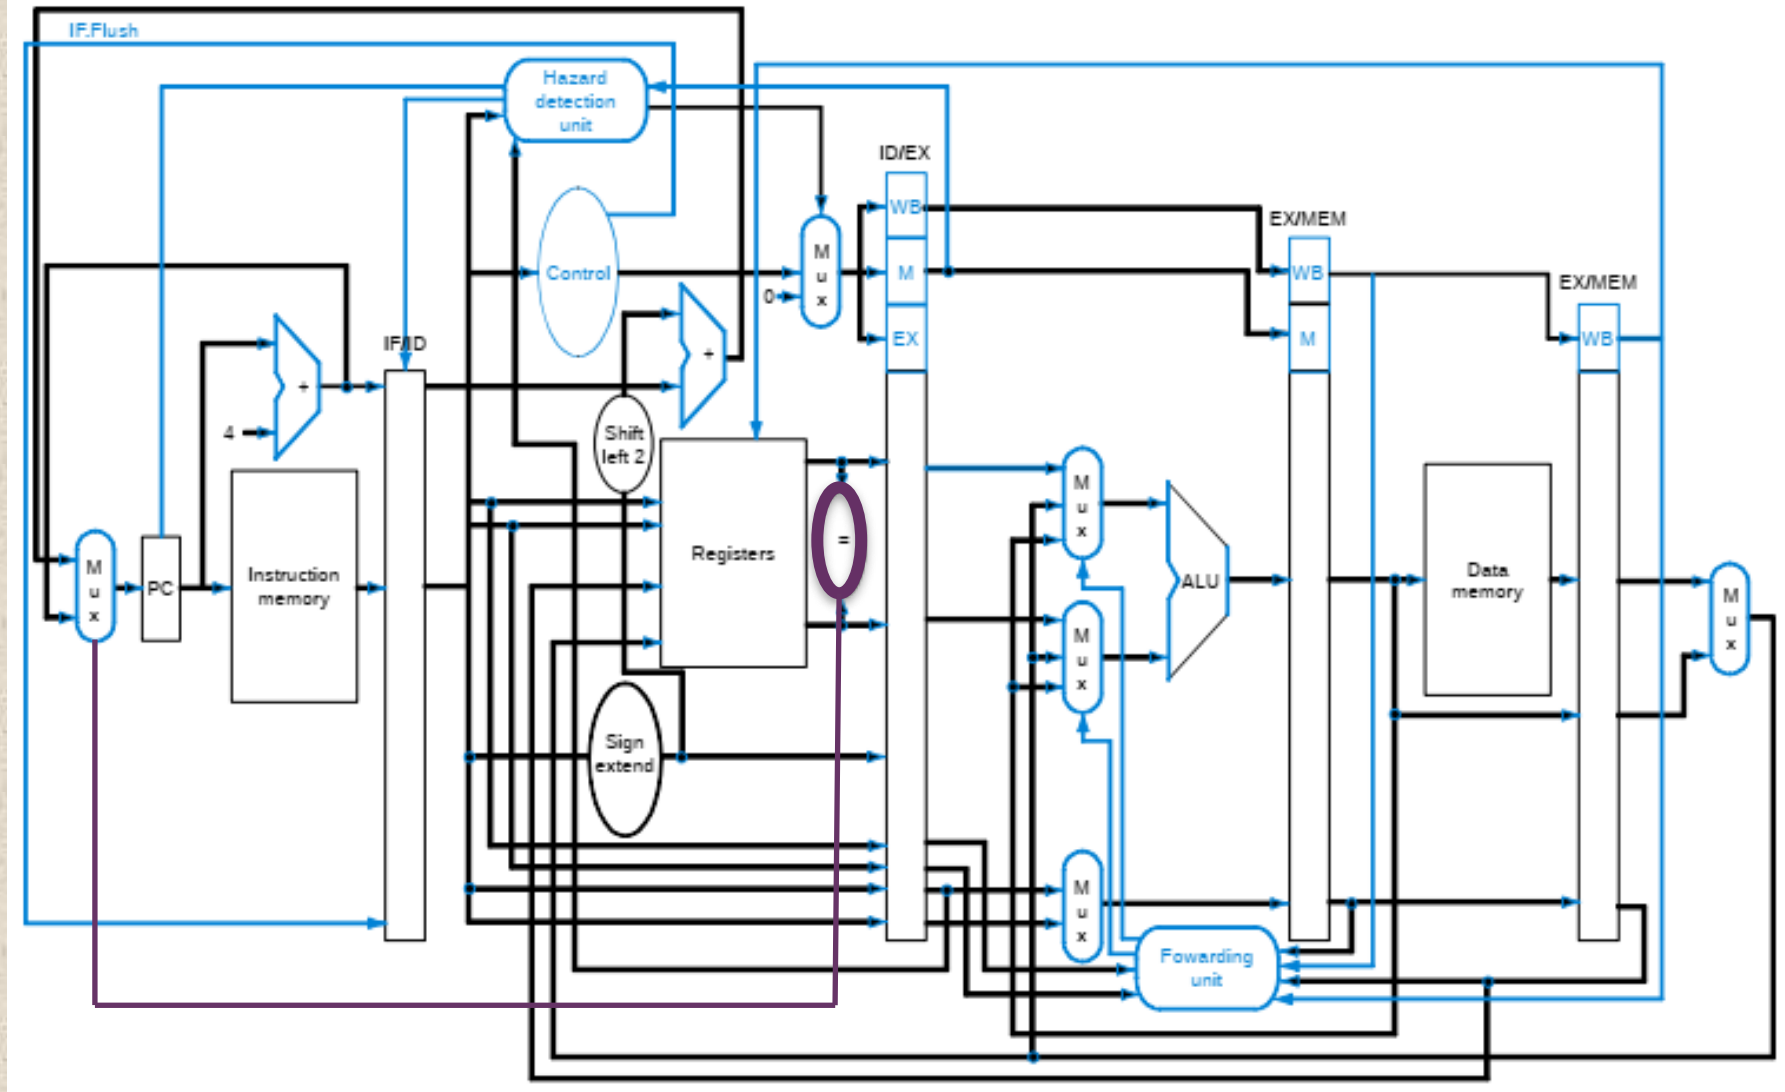 IF.Flush
Hazard
detection
unit
ID/EX
WB
EX/MEM
Control
M
u
x
0
M
WB
EX/MEM
EX
M
WB
IF/ID
+
+
4
Shift
left 2
M
u
x
PC
Instruction
memory
Registers
=
M
u
x
ALU
Data
memory
M
u
x
M
u
x
Sign
extend
M
u
x
Fowarding
unit